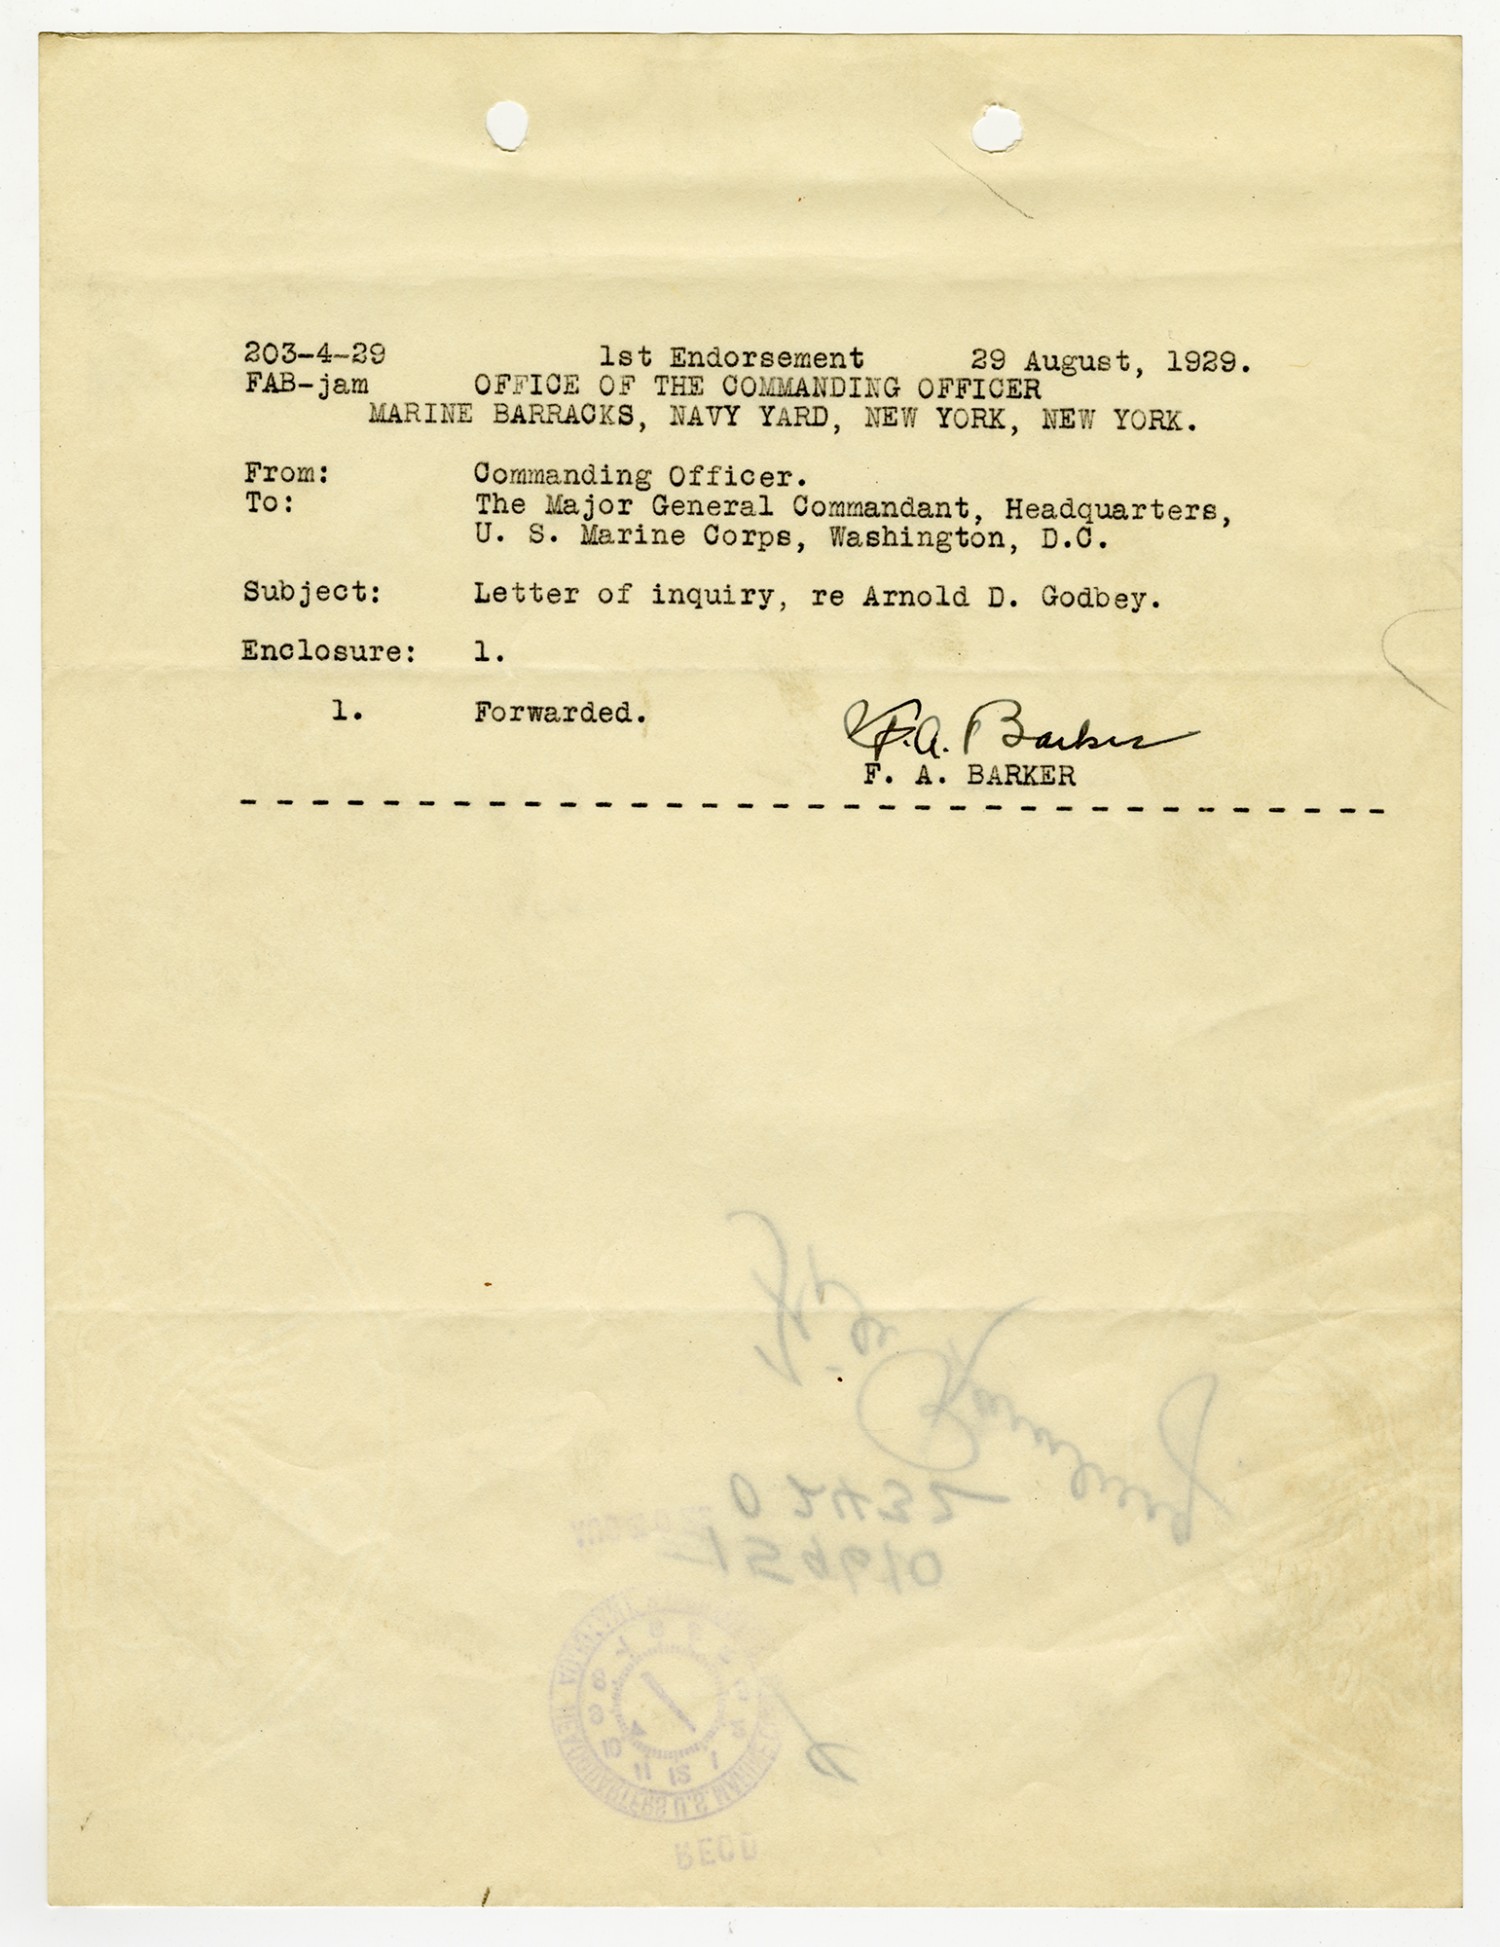 203-4-29 1st Endorsement 29 August, 1929.
FAB-jam OFFICE OF THE COMMANDING OFFICER
MARINE BARRACKS, NAVY YARD, NEW YORK, NEW YORK.
From: Commanding Officer.
To: The Major General Commandant, Headquarters,
U. S. Marine Corps, Washington, D.C.
Subject: Letter of inquiry, re Arnold D. Godbey.
Enclosure: 1.
1. Forwarded.
F.A. Barker
F. A. BARKER
RECD